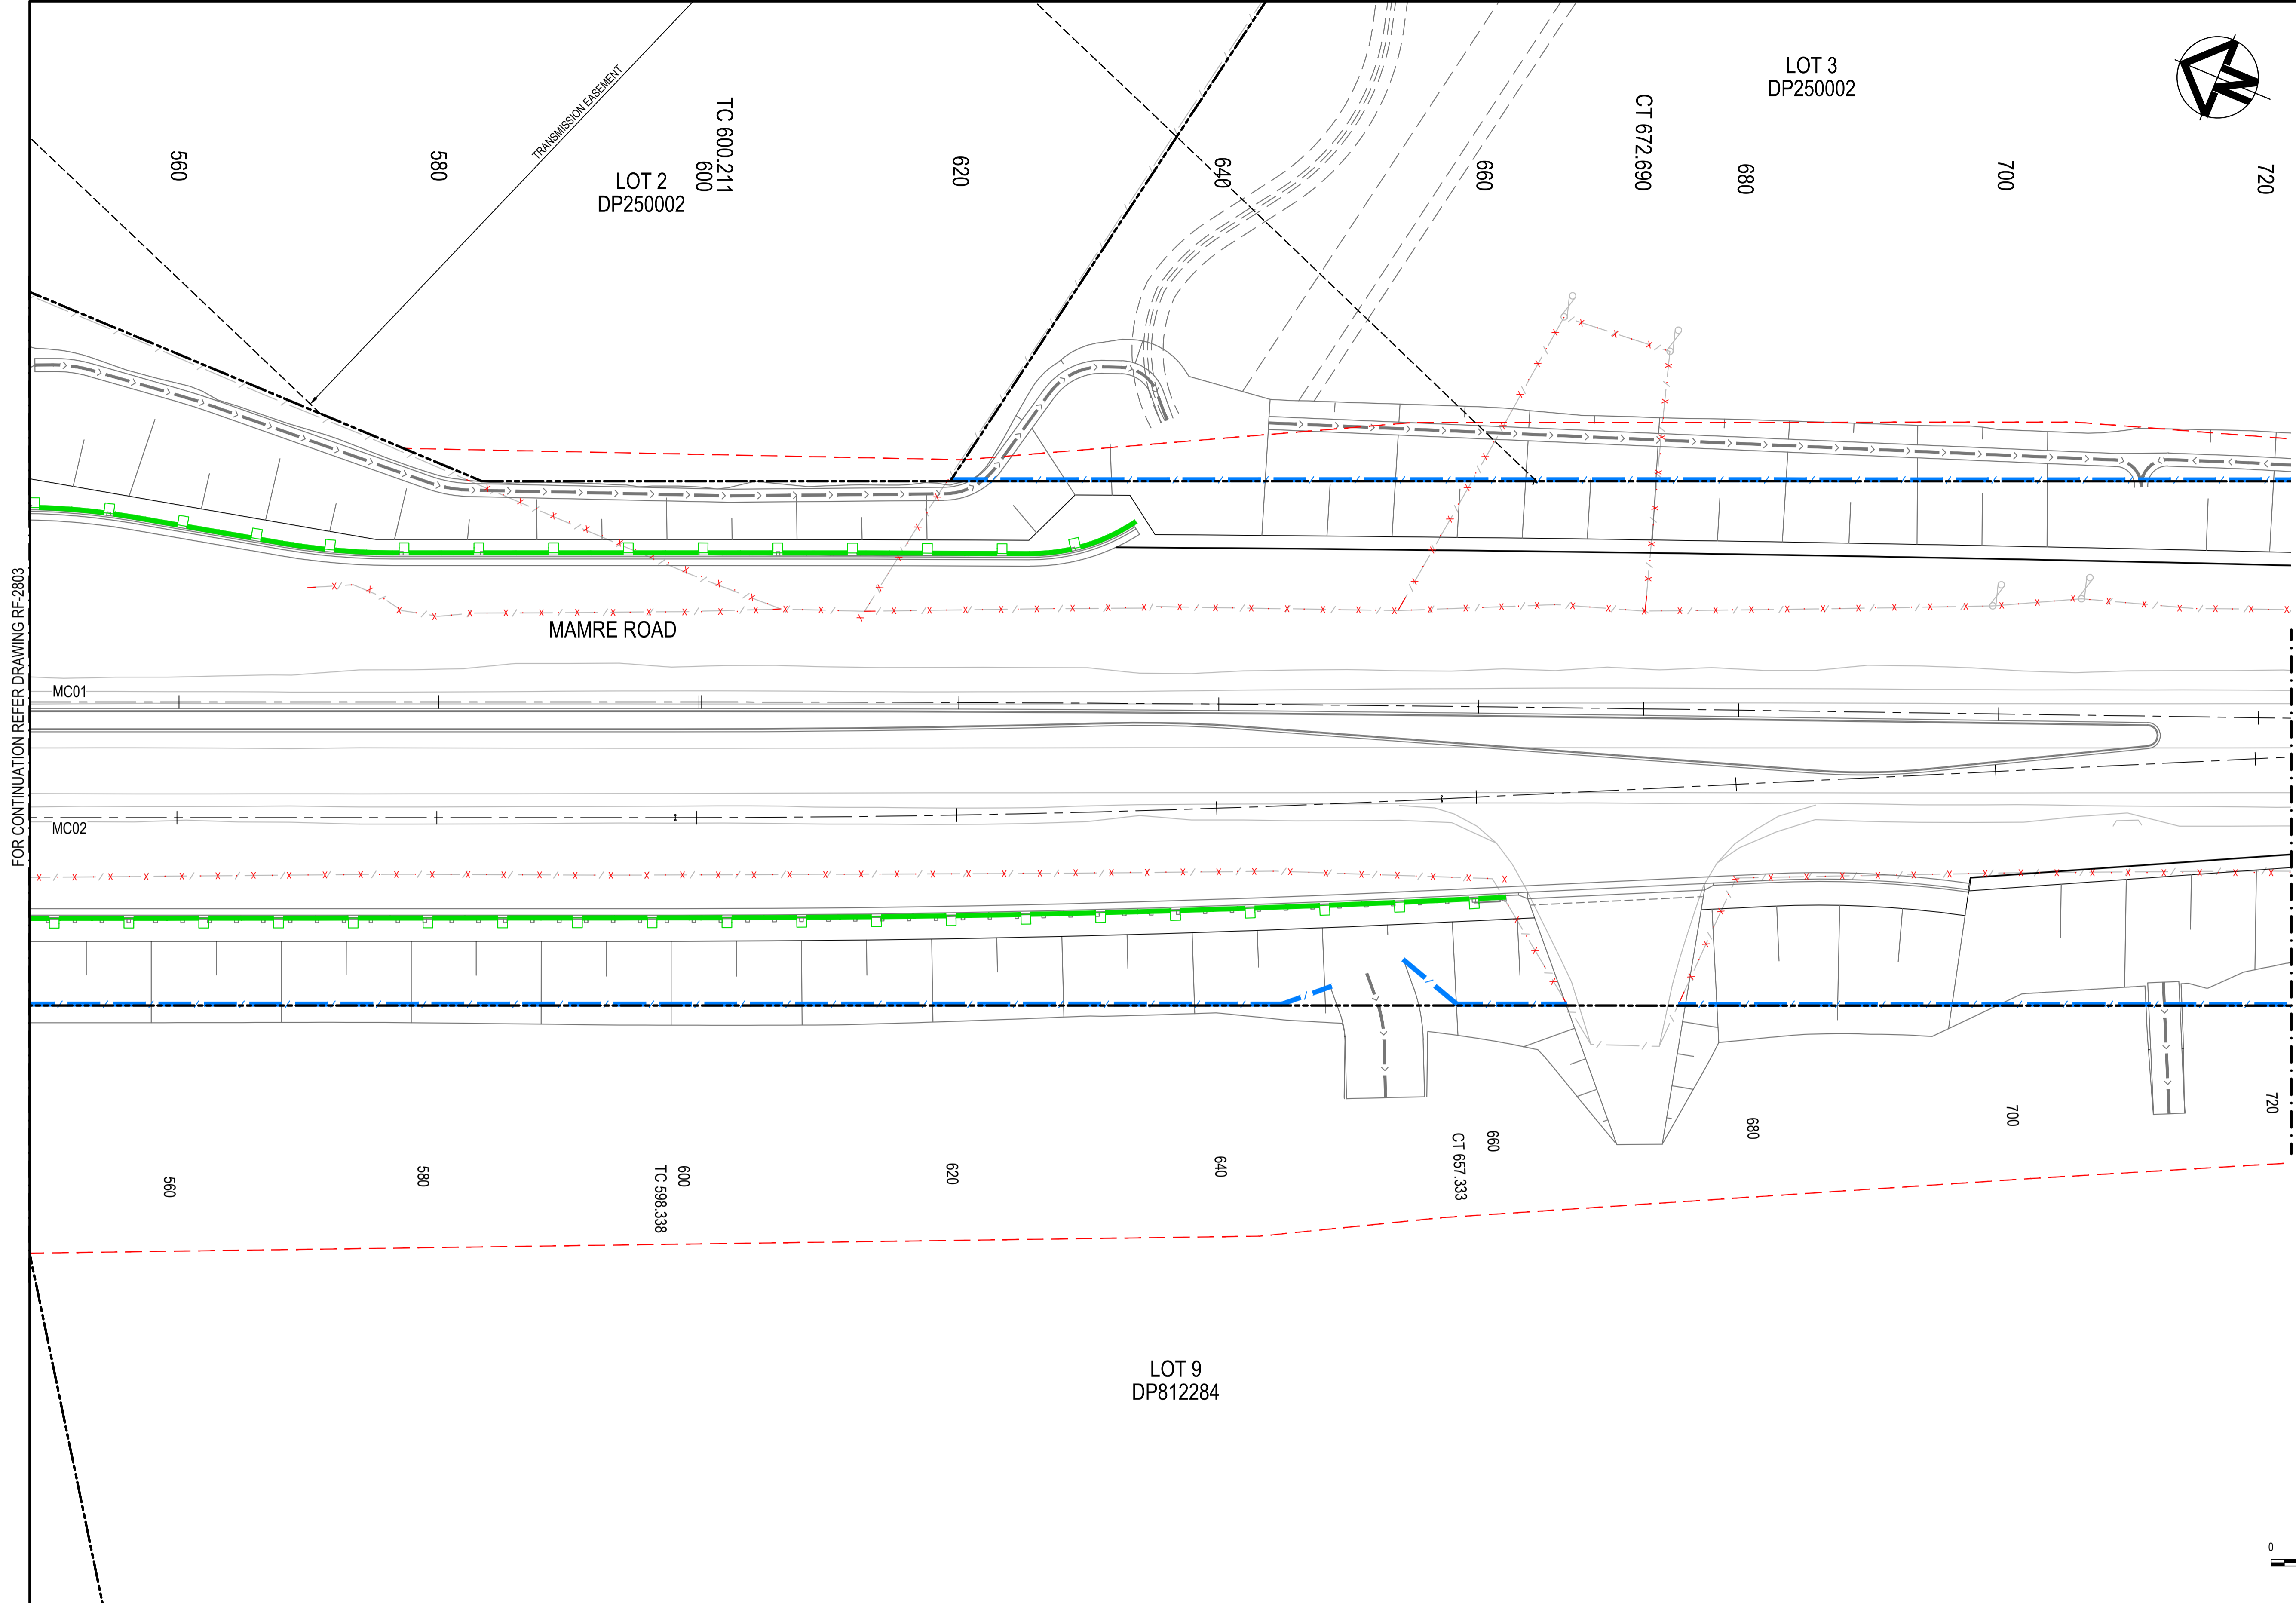 LOT 3
DP250002
N
TRANSMISSION EASEMENT
LOT 2
DP250002
560
580
600
TC 600.211
620
640
660
CT 672.690
680
700
720
FOR CONTINUATION REFER DRAWING RF-2803
MAMRE ROAD
MC01
MC02
560
580
TC 598.338
600
620
640
CT 657.333
660
680
700
720
LOT 9
DP812284
0